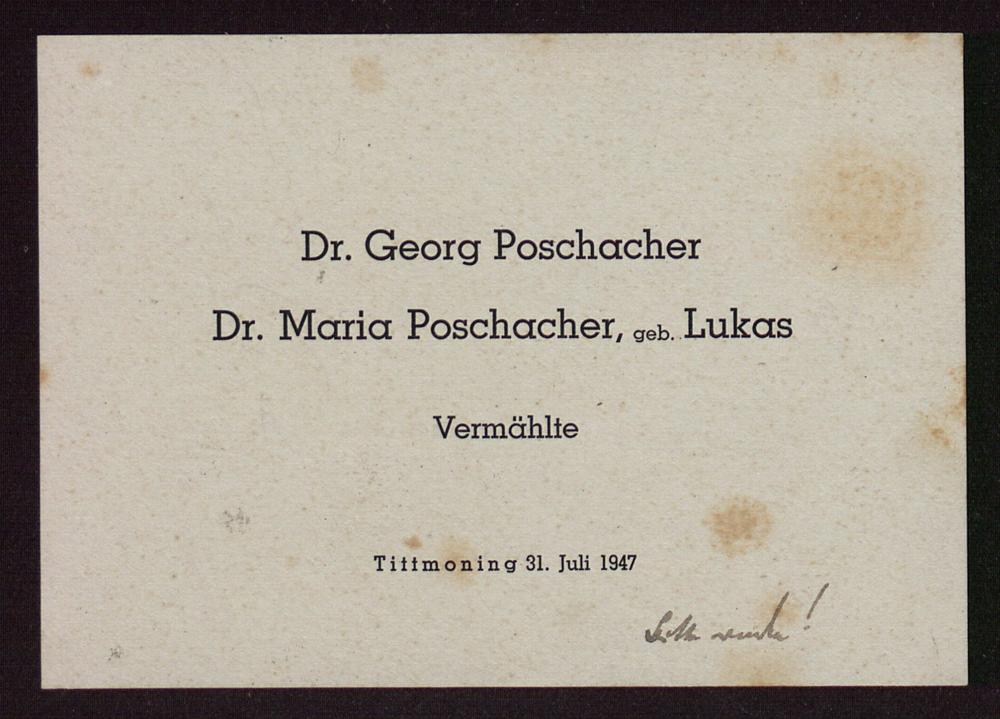 Dr. Georg Poschacher
Dr. Maria Poschacher, geb. Lukas
Vermählte
Tittmoning 31. Juli 1947